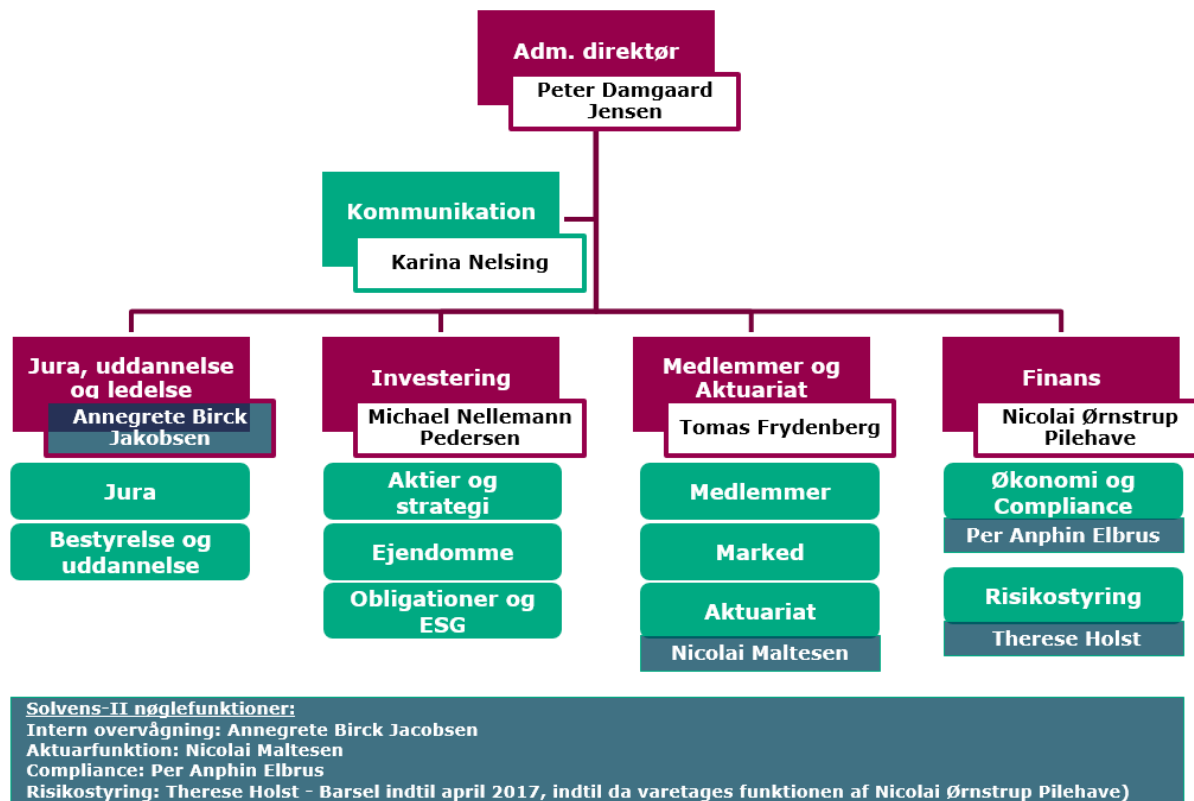 Adm. direktør
Peter Damgaard
Jensen
Kommunikation
Karina Nelsing
Jura, uddannelse
og ledelse
Annegrete Birck
Jakobsen
Jura
Bestyrelse og
uddannelse
Investering
Michael Nellemann
Pedersen
Aktier og
strategi
Ejendomme
Obligationer og
ESG
Medlemmer og
Aktuariat
Tomas Frydenberg
Medlemmer
Marked
Aktuariat
Nicolai Maltesen
Finans
Nicolai Ørnstrup
Pilehave
Økonomi og
Compliance
Per Anphin Elbrus
Risikostyring
Therese Holst
Solvens-II nøglefunktioner:
Intern overvågning: Annegrete Birck Jacobsen
Aktuarfunktion: Nicolai Maltesen
Compliance: Per Anphin Elbrus
Risikostyring: Therese Holst - Barsel indtil april 2017, indtil da varetages funktionen af Nicolai Ørnstrup Pilehave)